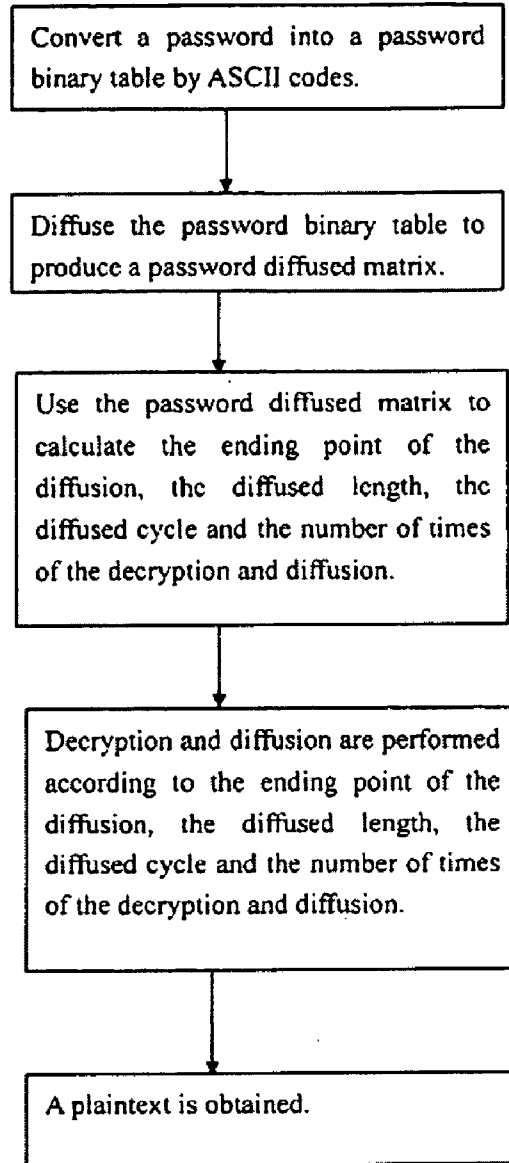 Convert a password into a password
binary table by ASCII codes.
Diffuse the password binary table to
produce a password diffused matrix.
Use the password diffused matrix to
calculate the ending point of the
diffusion, the diffused length, the
diffused cycle and the number of times
of the decryption and diffusion.
Decryption and diffusion are performed
according to the ending point of the
diffusion, the diffused length, the
diffused cycle and the number of times
of the decryption and diffusion.
A plaintext is obtained.